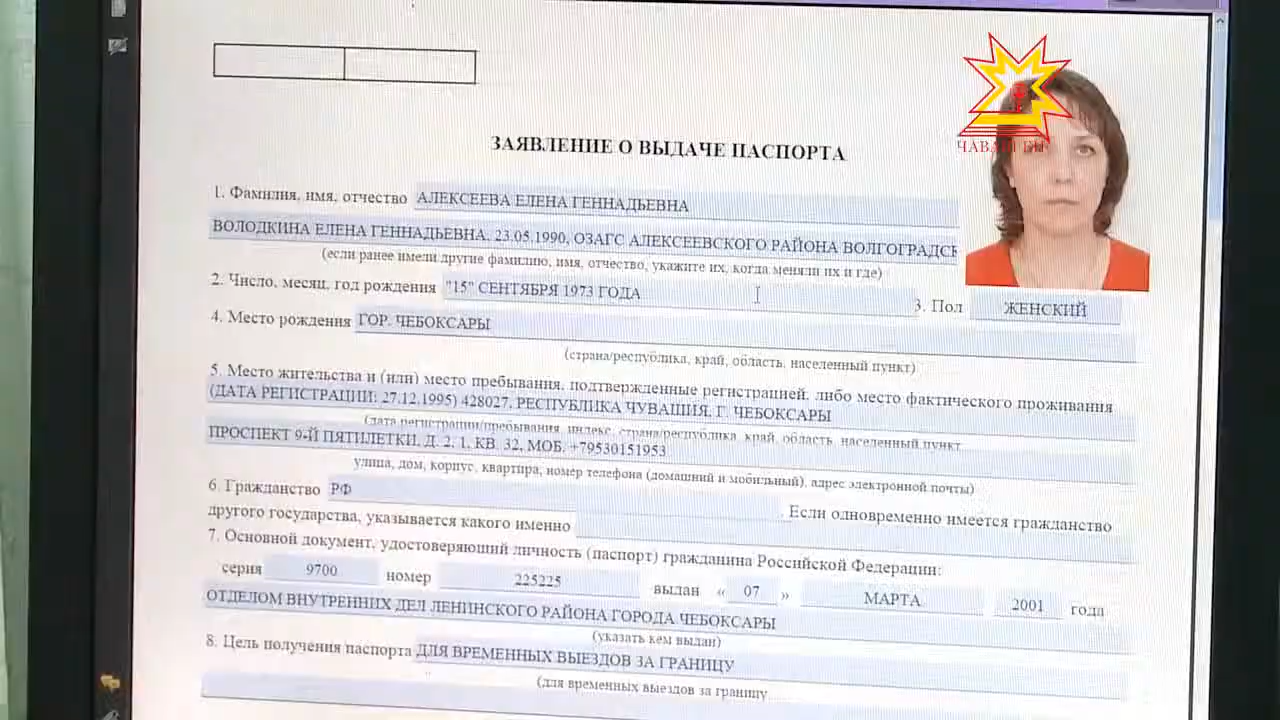 ЧАВАШ ЕН
ЗАЯВЛЕНИЕ О ВЫДАЧЕ ПАСПОРТА
1. Фамилия, имя, отчество АЛЕКСЕЕВА ЕЛЕНА ГЕННАДЬЕВНА
ВОЛОДКИНА ЕЛЕНА ГЕННАДЬЕВНА, 23.05.1990, ОЗАГС АЛЕКСЕЕВСКОГО РАЙОНА
(если ранее имели другие фамилию, имя, отчество, укажите их, когда меняли их и где)
2. Число, месяц, год рождения "15" СЕНТЯБРЯ 1973 ГОДА 3. Пол ЖЕНСКИЙ
4. Место рождения ГОР. ЧЕБОКСАРЫ
(страна/республика, край, область, населенный пункт)
5. Место жительства и (или) место пребывания, подтвержденные регистрацией, либо место фактического проживания
(ДАТА РЕГИСТРАЦИИ: 27.12.1995) 428027, РЕСПУБЛИКА ЧУВАШИЯ, Г. ЧЕБОКСАРЫ
(дата регистрации/пребывания, индекс, страна/республика, край, область, населенный пункт,
ПРОСПЕКТ 9-Й ПЯТИЛЕТКИ, Д. 2, 1, КВ. 32, МОБ. +79530151953
улица, дом, корпус, квартира, номер телефона (домашний и мобильный), адрес электронной почты)
6. Гражданство РФ . Если одновременно имеется гражданство
другого государства, указывается какого именно
7. Основной документ, удостоверяющий личность (паспорт) гражданина Российской Федерации:
серия 9700 номер 225225 выдан « 07 » МАРТА 2001 года
ОТДЕЛОМ ВНУТРЕННИХ ДЕЛ ЛЕНИНСКОГО РАЙОНА ГОРОДА ЧЕБОКСАРЫ
(указать кем выдан)
8. Цель получения паспорта ДЛЯ ВРЕМЕННЫХ ВЫЕЗДОВ ЗА ГРАНИЦУ
(для временных выездов за границу